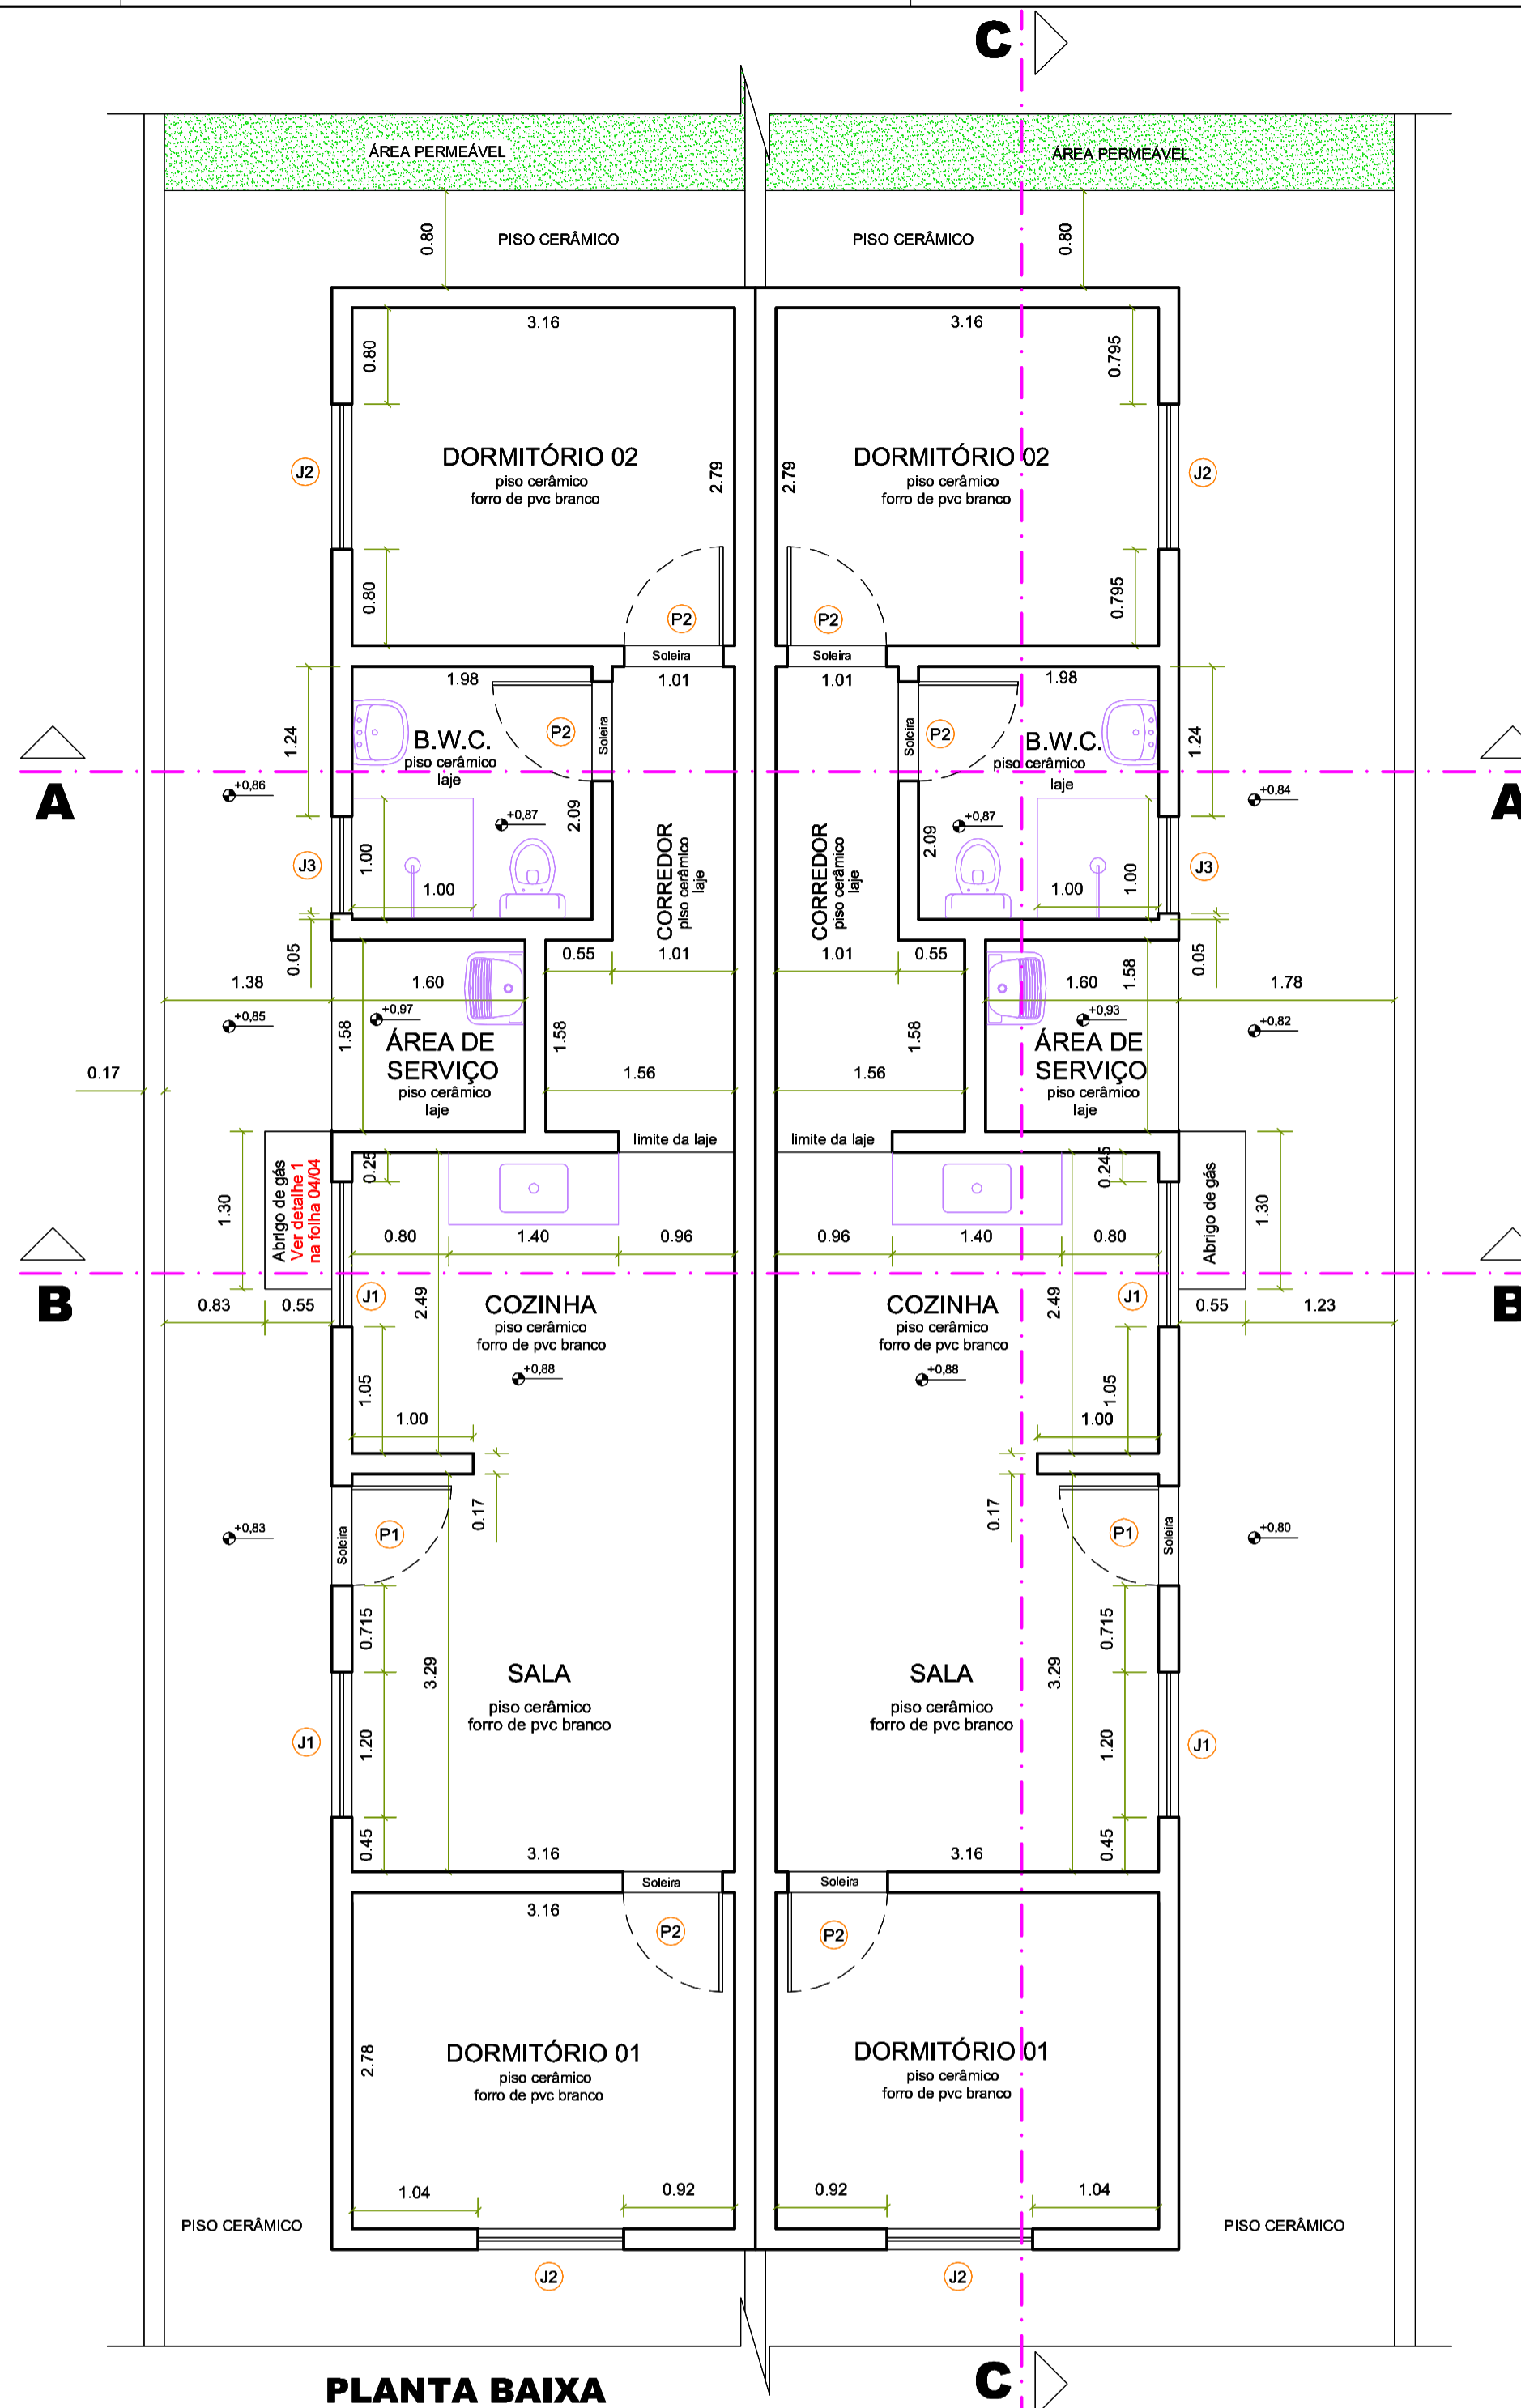 C
ÁREA PERMEÁVEL
ÁREA PERMEÁVEL
0.80
PISO CERÂMICO
PISO CERÂMICO
0.80
3.16
3.16
0.80
0.795
DORMITÓRIO 02
piso cerâmico
forro de pvc branco
2.79
2.79
DORMITÓRIO 02
piso cerâmico
forro de pvc branco
J2
J2
0.80
0.795
P2
P2
Soleira
Soleira
1.98
1.01
1.01
1.98
1.24
B.W.C.
piso cerâmico
laje
P2
Soleira
Soleira
P2
B.W.C.
piso cerâmico
laje
1.24
A
A
+0,86
+0,87
2.09
+0,87
2.09
+0,84
J3
1.00
1.00
CORREDOR
piso cerâmico
laje
CORREDOR
piso cerâmico
laje
1.00
1.00
J3
0.05
0.55
1.01
1.01
0.55
0.05
1.38
1.60
1.58
1.60
1.78
+0,85
+0,97
+0,93
+0,82
1.58
ÁREA DE
SERVIÇO
piso cerâmico
laje
1.58
1.58
ÁREA DE
SERVIÇO
piso cerâmico
laje
0.17
1.56
1.56
limite da laje
limite da laje
0.25
0.245
1.30
Abrigo de gás
Ver detalhe 1
na folha 04/04
Abrigo de gás
1.30
0.80
1.40
0.96
0.96
1.40
0.80
B
B
0.83
0.55
J1
2.49
COZINHA
piso cerâmico
forro de pvc branco
+0,88
COZINHA
piso cerâmico
forro de pvc branco
+0,88
2.49
J1
0.55
1.23
1.05
1.00
1.00
1.05
0.17
0.17
+0,83
Soleira
P1
P1
Soleira
+0,80
0.715
0.715
3.29
SALA
piso cerâmico
forro de pvc branco
SALA
piso cerâmico
forro de pvc branco
3.29
J1
1.20
1.20
J1
0.45
3.16
3.16
0.45
Soleira
Soleira
3.16
P2
P2
2.78
DORMITÓRIO 01
piso cerâmico
forro de pvc branco
DORMITÓRIO 01
piso cerâmico
forro de pvc branco
1.04
0.92
0.92
1.04
PISO CERÂMICO
PISO CERÂMICO
J2
J2
PLANTA BAIXA
C